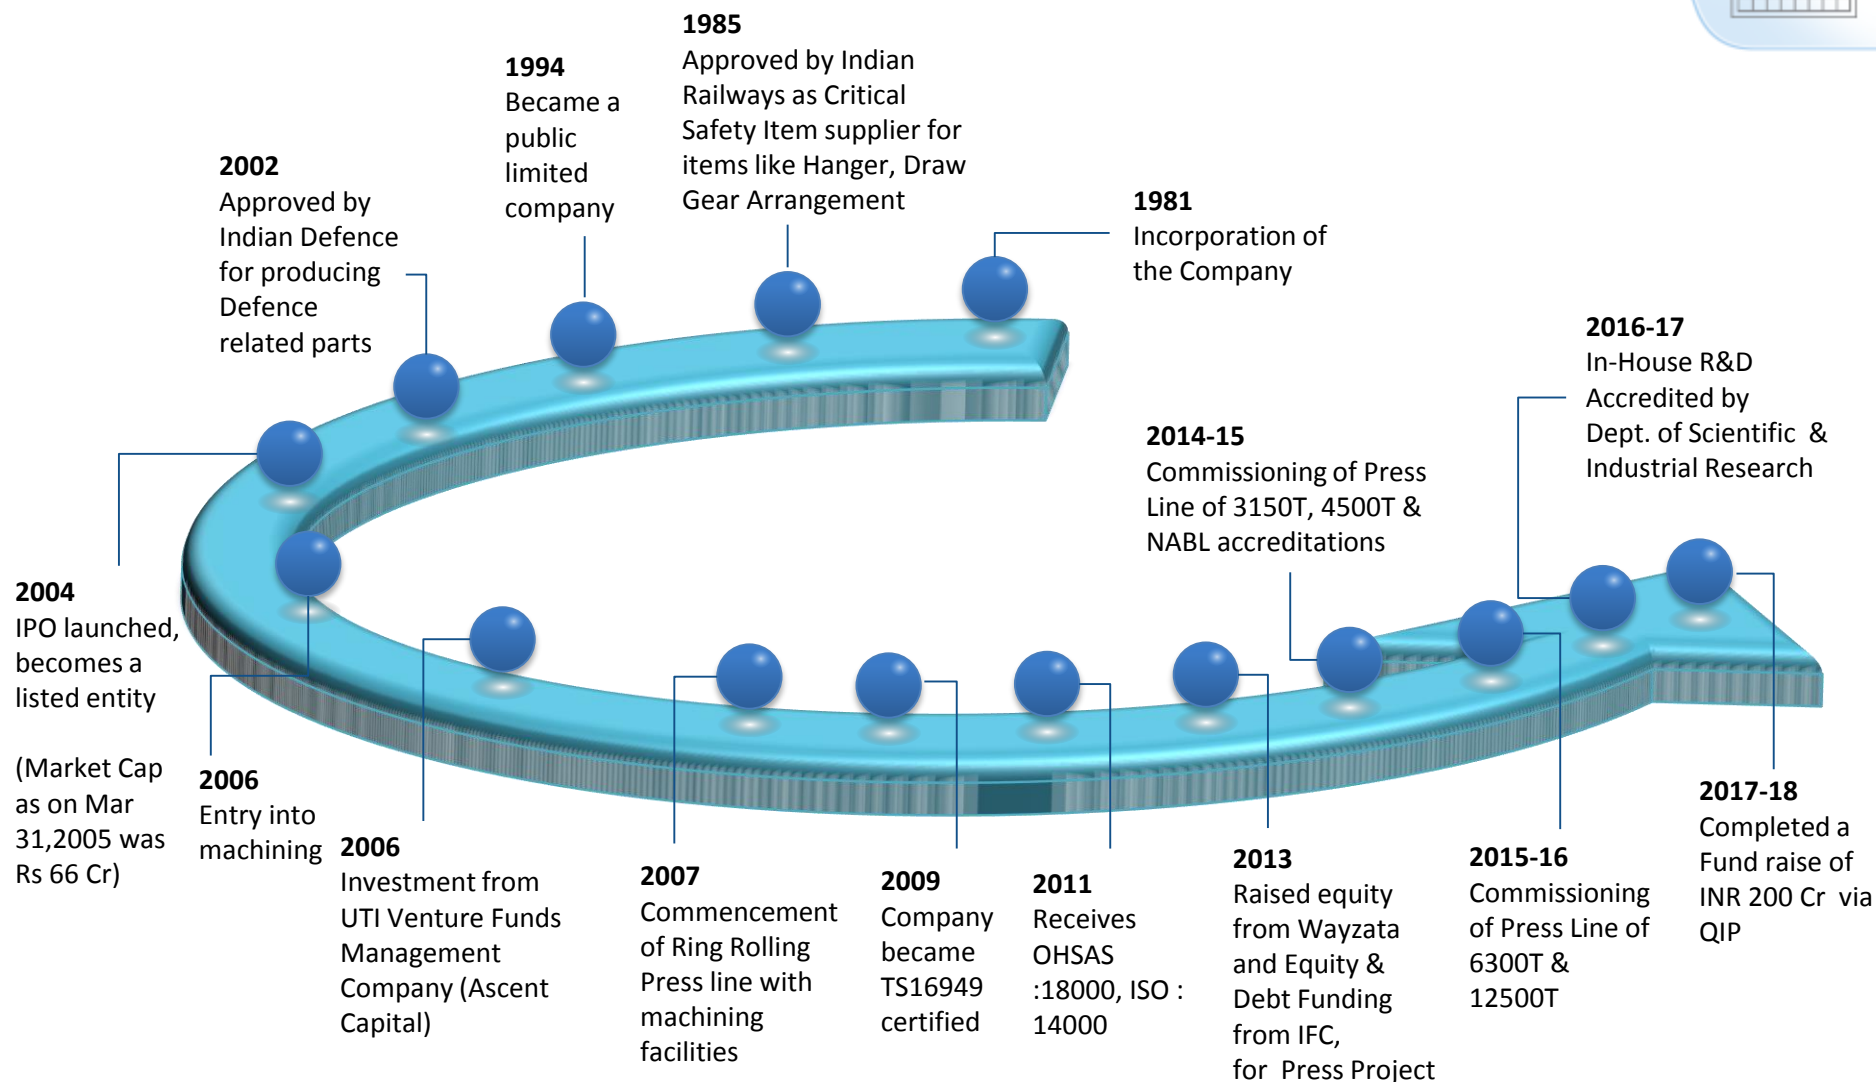 1985
Approved by Indian
Railways as Critical
Safety Item supplier for
items like Hanger, Draw
Gear Arrangement
1994
Became a
public
limited
company
2002
Approved by
Indian Defence
for producing
Defence
related parts
1981
Incorporation of
the Company
2016-17
In-House R&D
Accredited by
Dept. of Scientific &
Industrial Research
2014-15
Commissioning of Press
Line of 3150T, 4500T &
NABL accreditations
2004
IPO launched,
becomes a
listed entity
(Market Cap
as on Mar
31,2005 was
Rs 66 Cr)
2006
Entry into
machining
2006
Investment from
UTI Venture Funds
Management
Company (Ascent
Capital)
2007
Commencement
of Ring Rolling
Press line with
machining
facilities
2009
Company
became
TS16949
certified
2011
Receives
OHSAS
:18000, ISO :
14000
2013
Raised equity
from Wayzata
and Equity &
Debt Funding
from IFC,
for Press Project
2015-16
Commissioning
of Press Line of
6300T &
12500T
2017-18
Completed a
Fund raise of
INR 200 Cr via
QIP